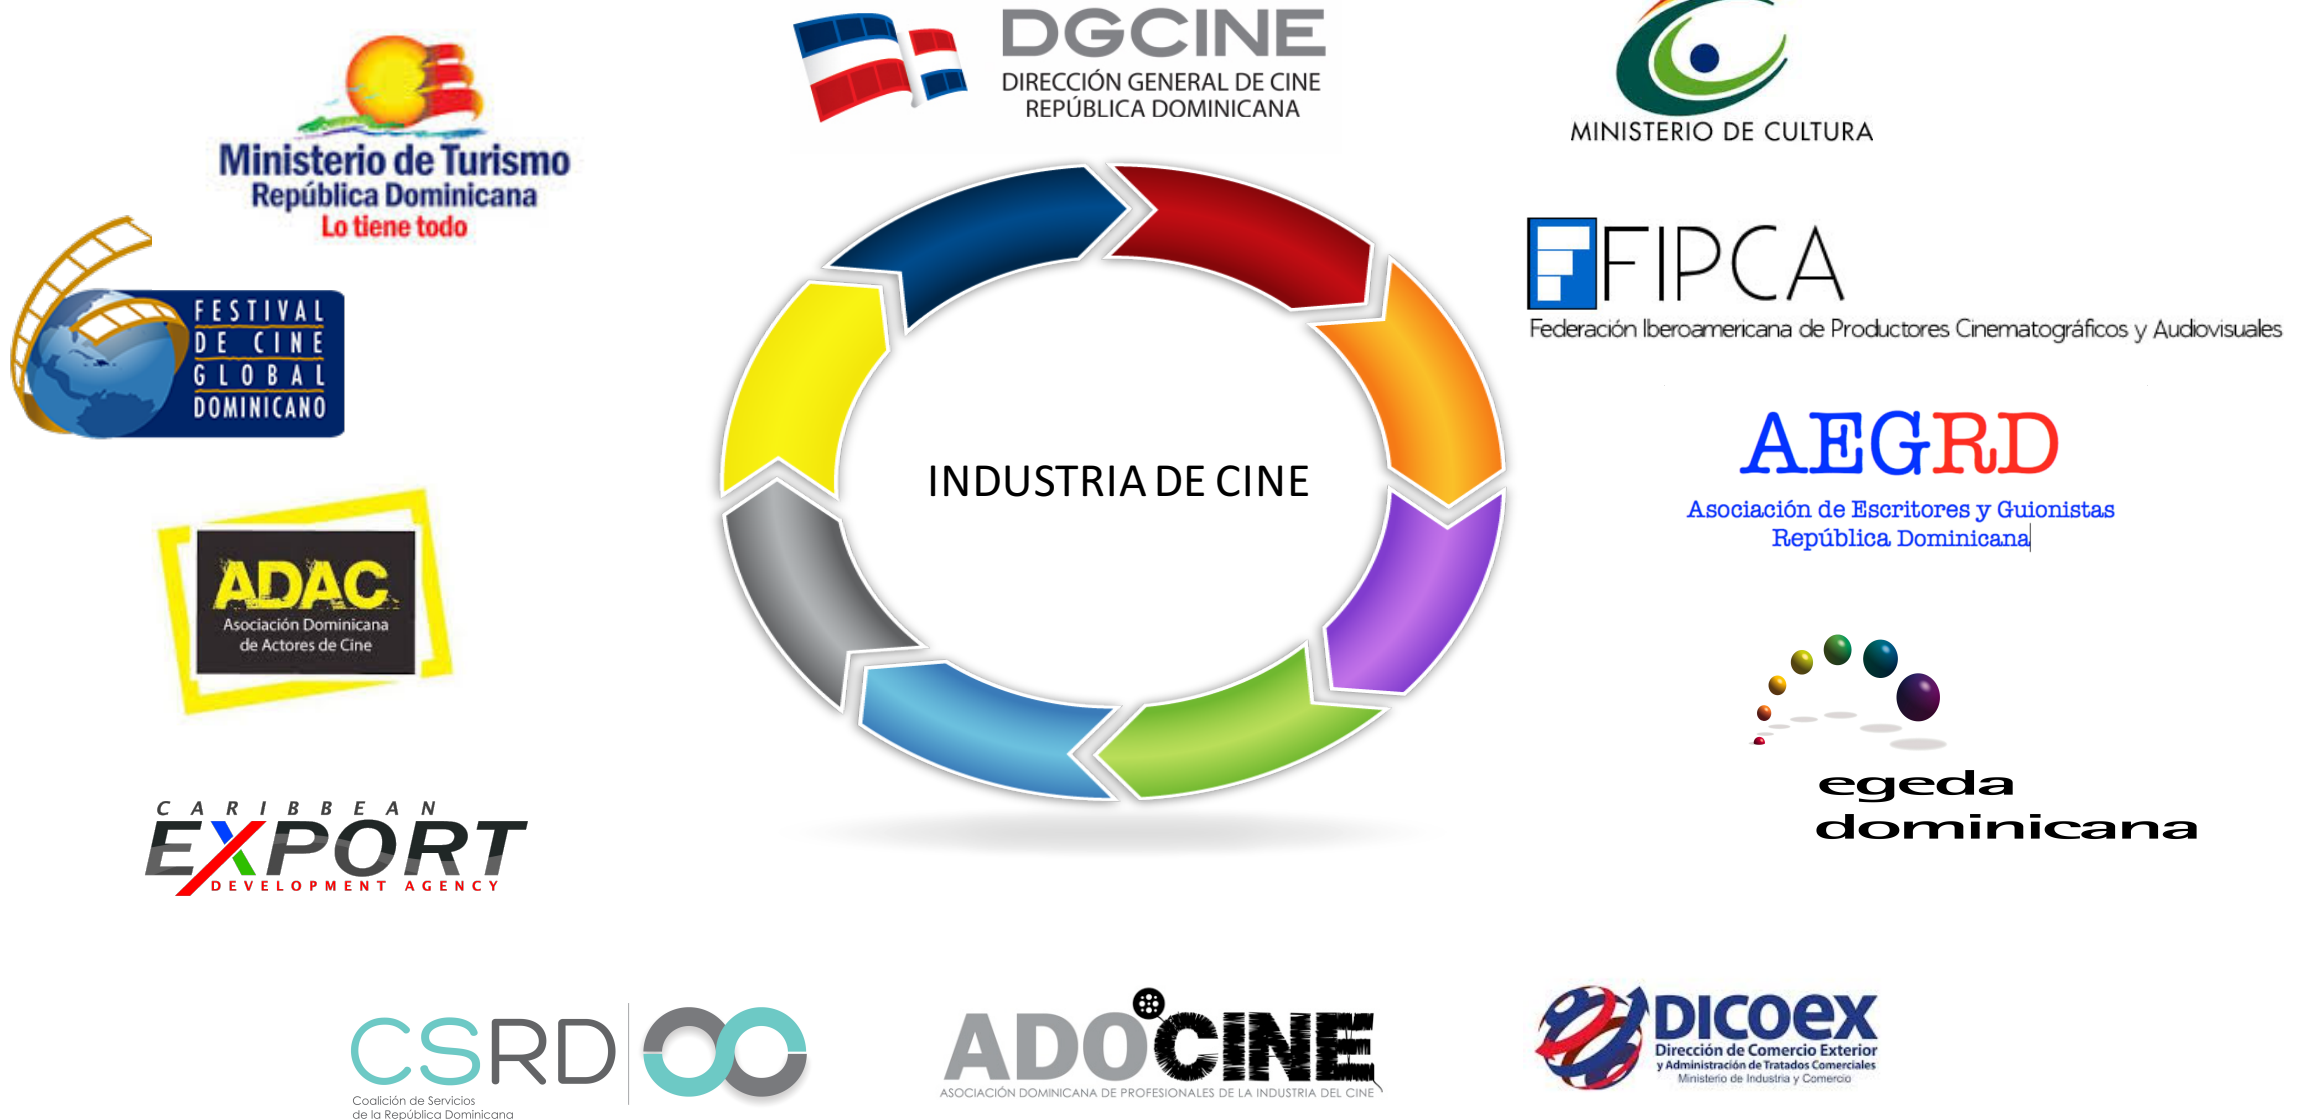 DGCINE
DIRECCIÓN GENERAL DE CINE
REPÚBLICA DOMINICANA
MINISTERIO DE CULTURA
Ministerio de Turismo
República Dominicana
Lo tiene todo
FIPCA
Federación Iberoamericana de Productores Cinematográficos y Audiovisuales
FESTIVAL
DE CINE
GLOBAL
DOMINICANO
INDUSTRIA DE CINE
AEGRD
Asociación de Escritores y Guionistas
República Dominicana
ADAC
Asociación Dominicana
de Actores de Cine
egeda
dominicana
CARIBBEAN
EXPORT
DEVELOPMENT AGENCY
CSRD
Coalición de Servicios
de la República Dominicana
ADOCINE
ASOCIACIÓN DOMINICANA DE PROFESIONALES DE LA INDUSTRIA DEL CINE
DICOEX
Dirección de Comercio Exterior
y Administración de Tratados Comerciales
Ministerio de Industria y Comercio